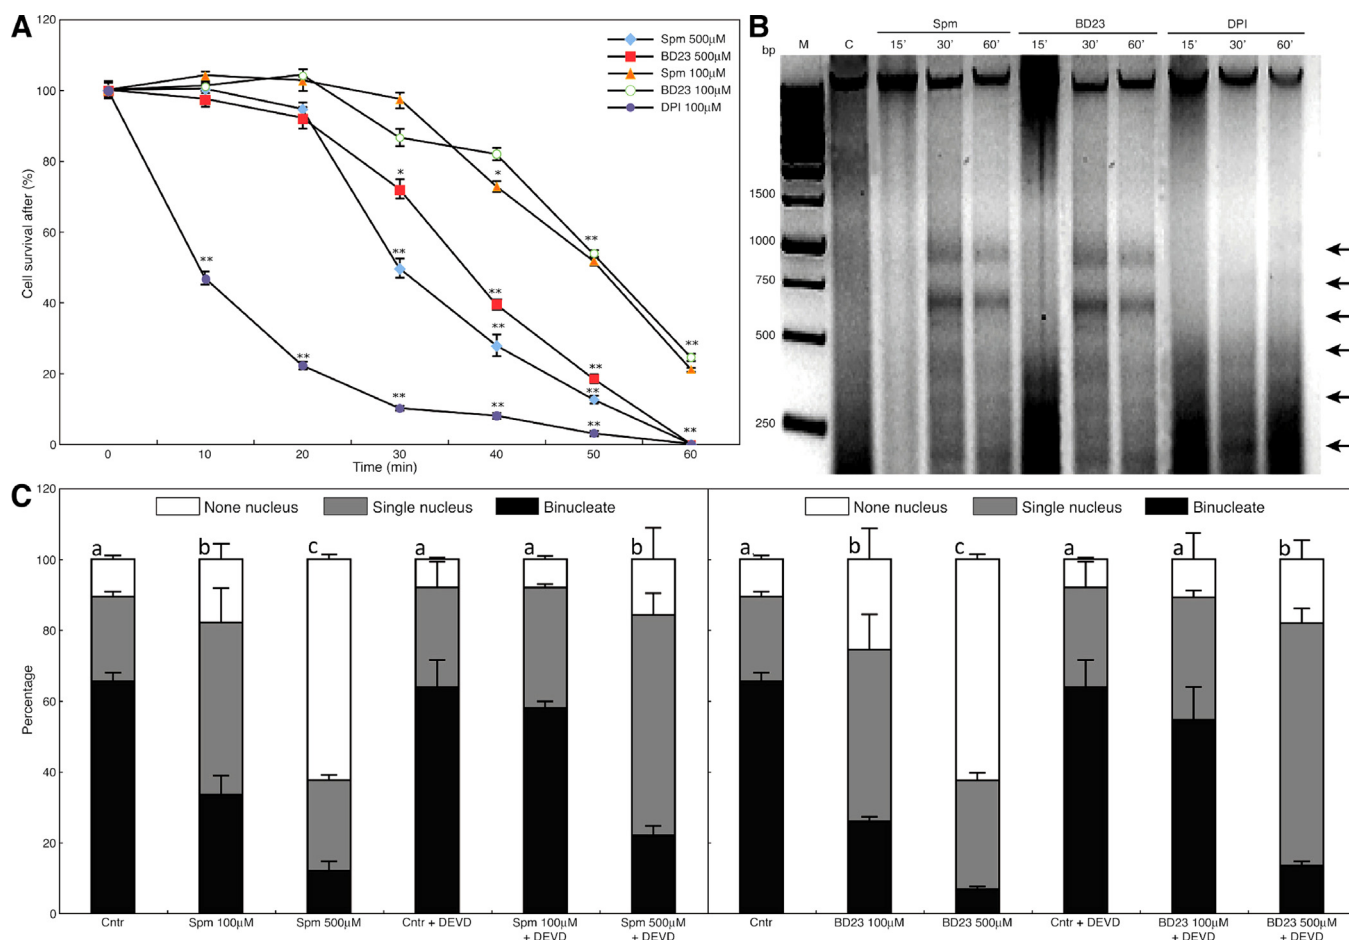 A
120
100
80
60
40
20
0
Cell survival after (%)
Spm 500µM
BD23 500µM
Spm 100µM
BD23 100µM
DPI 100µM
**
**
**
**
**
*
**
**
**
*
**
**
**
**
**
**
0 10 20 30 40 50 60
Time (min)
B
Spm BD23 DPI
bp M C 15' 30' 60' 15' 30' 60' 15' 30' 60'
1500
1000
750
500
250
C
120
100
80
60
40
20
0
Percentage
None nucleus Single nucleus Binucleate
None nucleus Single nucleus Binucleate
a b c a a b a b c a a b
Cntr Spm 100µM Spm 500µM Cntr + DEVD Spm 100µM Spm 500µM Cntr BD23 100µM BD23 500µM Cntr + DEVD BD23 100µM BD23 500µM
+ DEVD + DEVD + DEVD + DEVD